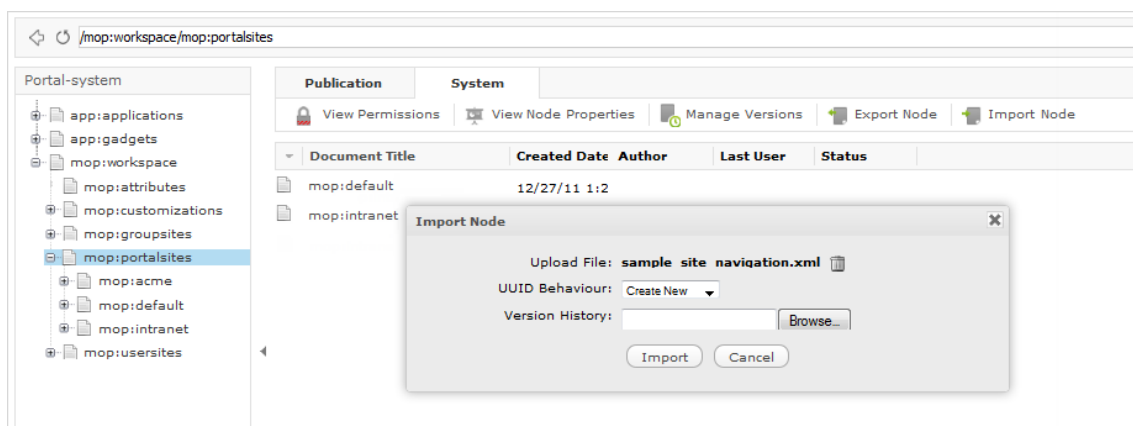 /mop:workspace/mop:portalsites
Portal-system
app:applications
app:gadgets
mop:workspace
mop:attributes
mop:customizations
mop:groupsites
mop:portalsites
mop:acme
mop:default
mop:intranet
mop:usersites
Publication System
View Permissions View Node Properties Manage Versions Export Node Import Node
Document Title Created Date Author Last User Status
mop:default 12/27/11 1:2
mop:intranet
Import Node
Upload File: sample_site_navigation.xml
UUID Behaviour: Create New
Version History: Browse...
Import Cancel